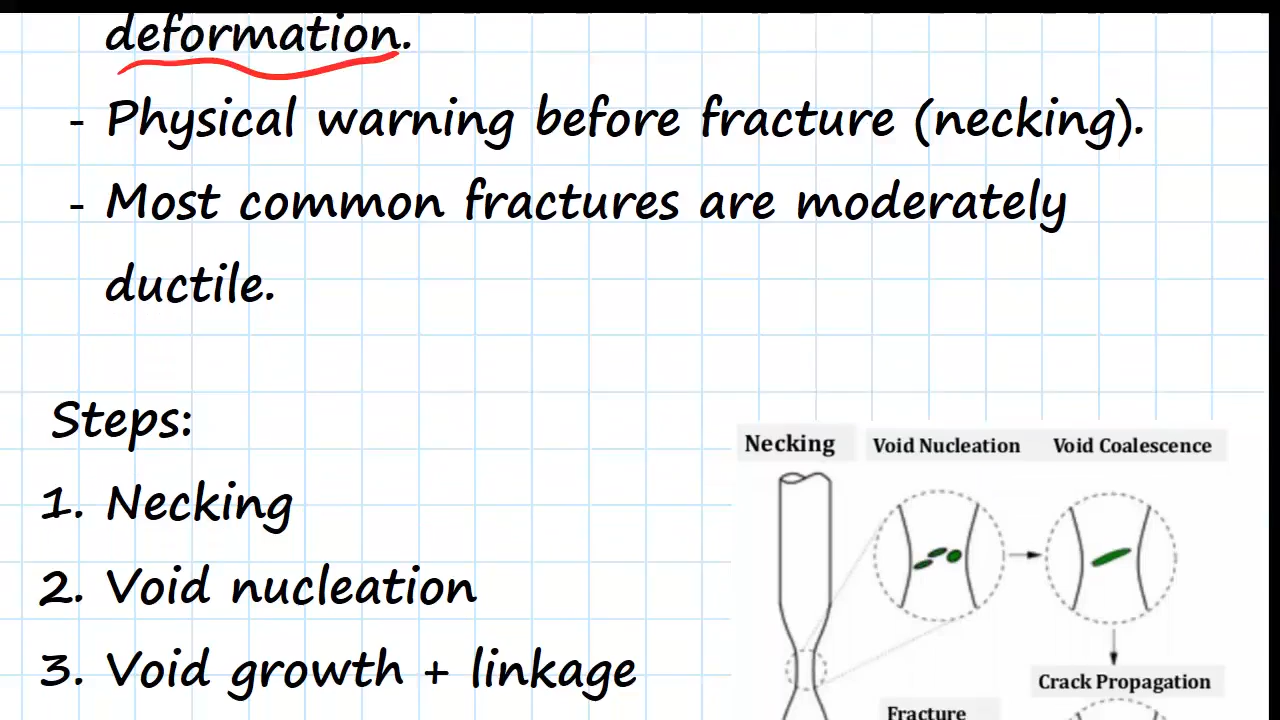 deformation.
- Physical warning before fracture (necking).
- Most common fractures are moderately
ductile.
Steps:
1. Necking
2. Void nucleation
3. Void growth + linkage
Necking
Void Nucleation
Void Coalescence
Crack Propagation
Fracture